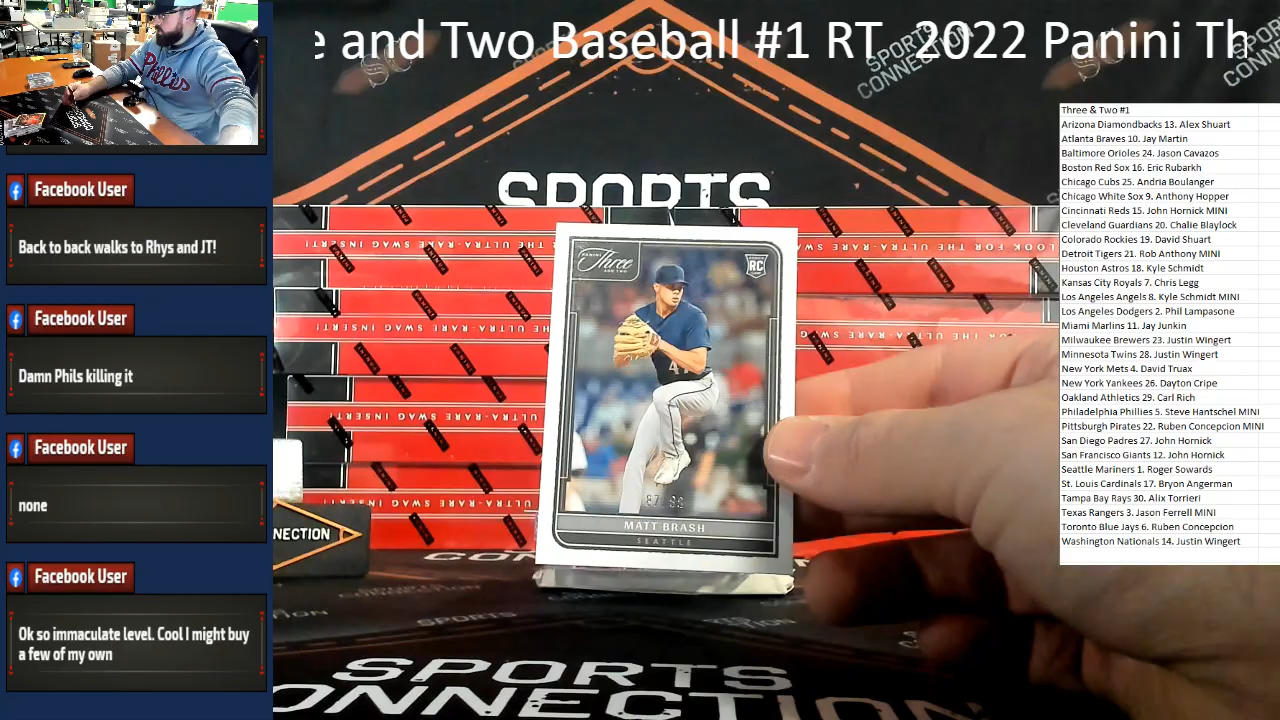 e and Two Baseball #1 RT 2022 Panini Th
SPORTS
CONNECTION
SPORTS
CONNECTION
Phillies
Facebook User
Back to back walks to Rhys and JT!
Facebook User
Damn Phils killing it
Facebook User
none
Facebook User
Ok so immaculate level. Cool I might buy
a few of my own
SPORTS
LOOK FOR THE ULTRA-RARE SWAG INSERT!
PANINI
Three
AND TWO
RC
41
87/99
MATT BRASH
SEATTLE
NECTION
SPORTS
CONNECTION
Three & Two #1
Arizona Diamondbacks 13. Alex Shuart
Atlanta Braves 10. Jay Martin
Baltimore Orioles 24. Jason Cavazos
Boston Red Sox 16. Eric Rubarkh
Chicago Cubs 25. Andria Boulanger
Chicago White Sox 9. Anthony Hopper
Cincinnati Reds 15. John Hornick MINI
Cleveland Guardians 20. Chalie Blaylock
Colorado Rockies 19. David Shuart
Detroit Tigers 21. Rob Anthony MINI
Houston Astros 18. Kyle Schmidt
Kansas City Royals 7. Chris Legg
Los Angeles Angels 8. Kyle Schmidt MINI
Los Angeles Dodgers 2. Phil Lampasone
Miami Marlins 11. Jay Junkin
Milwaukee Brewers 23. Justin Wingert
Minnesota Twins 28. Justin Wingert
New York Mets 4. David Truax
New York Yankees 26. Dayton Cripe
Oakland Athletics 29. Carl Rich
Philadelphia Phillies 5. Steve Hantschel MINI
Pittsburgh Pirates 22. Ruben Concepcion MINI
San Diego Padres 27. John Hornick
San Francisco Giants 12. John Hornick
Seattle Mariners 1. Roger Sowards
St. Louis Cardinals 17. Bryon Angerman
Tampa Bay Rays 30. Alix Torrieri
Texas Rangers 3. Jason Ferrell MINI
Toronto Blue Jays 6. Ruben Concepcion
Washington Nationals 14. Justin Wingert